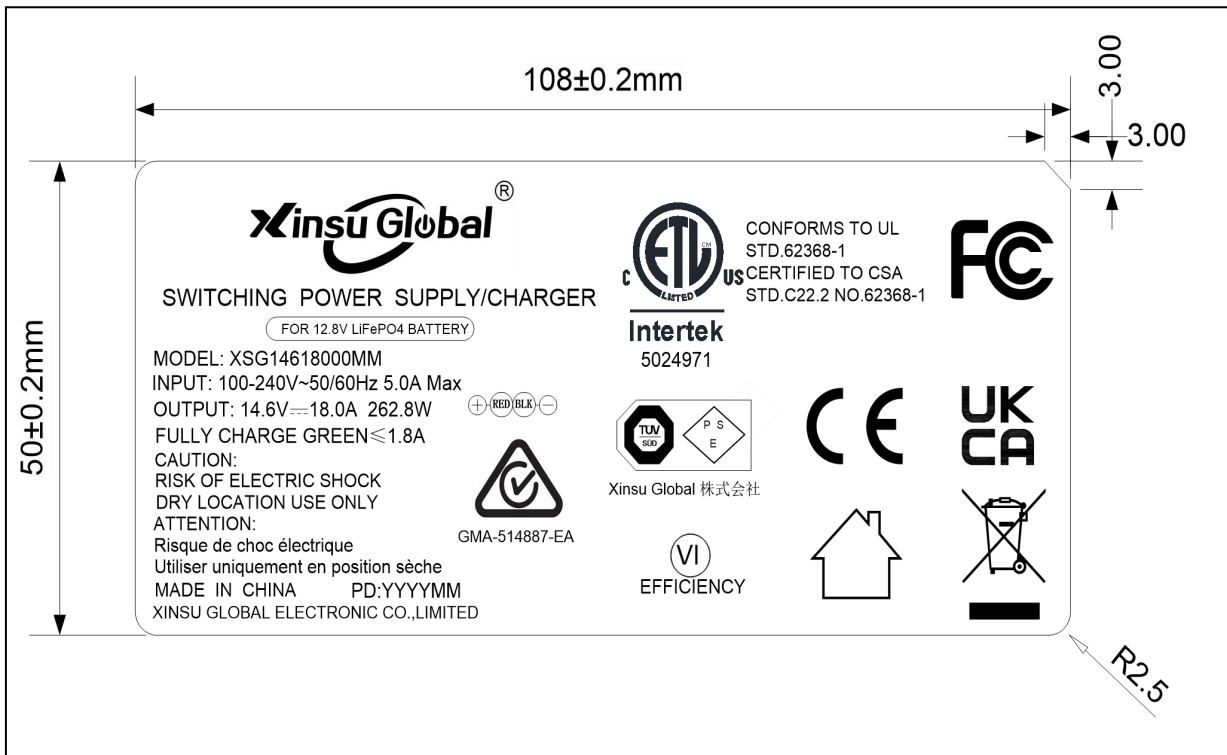 108±0.2mm
3.00
3.00
50±0.2mm
Xinsu Global ®
SWITCHING POWER SUPPLY/CHARGER
FOR 12.8V LiFePO4 BATTERY
MODEL: XSG14618000MM
INPUT: 100-240V~50/60Hz 5.0A Max
OUTPUT: 14.6V⎓18.0A 262.8W
+ RED BLK -
FULLY CHARGE GREEN≤1.8A
CAUTION:
RISK OF ELECTRIC SHOCK
DRY LOCATION USE ONLY
ATTENTION:
Risque de choc électrique
Utiliser uniquement en position sèche
MADE IN CHINA PD:YYYYMM
XINSU GLOBAL ELECTRONIC CO.,LIMITED
GMA-514887-EA
C ETL CM US
LISTED
Intertek
5024971
CONFORMS TO UL
STD.62368-1
CERTIFIED TO CSA
STD.C22.2 NO.62368-1
FC
TUV
SÜD
P S
E
Xinsu Global 株式会社
VI
EFFICIENCY
CE
UK
CA
R2.5